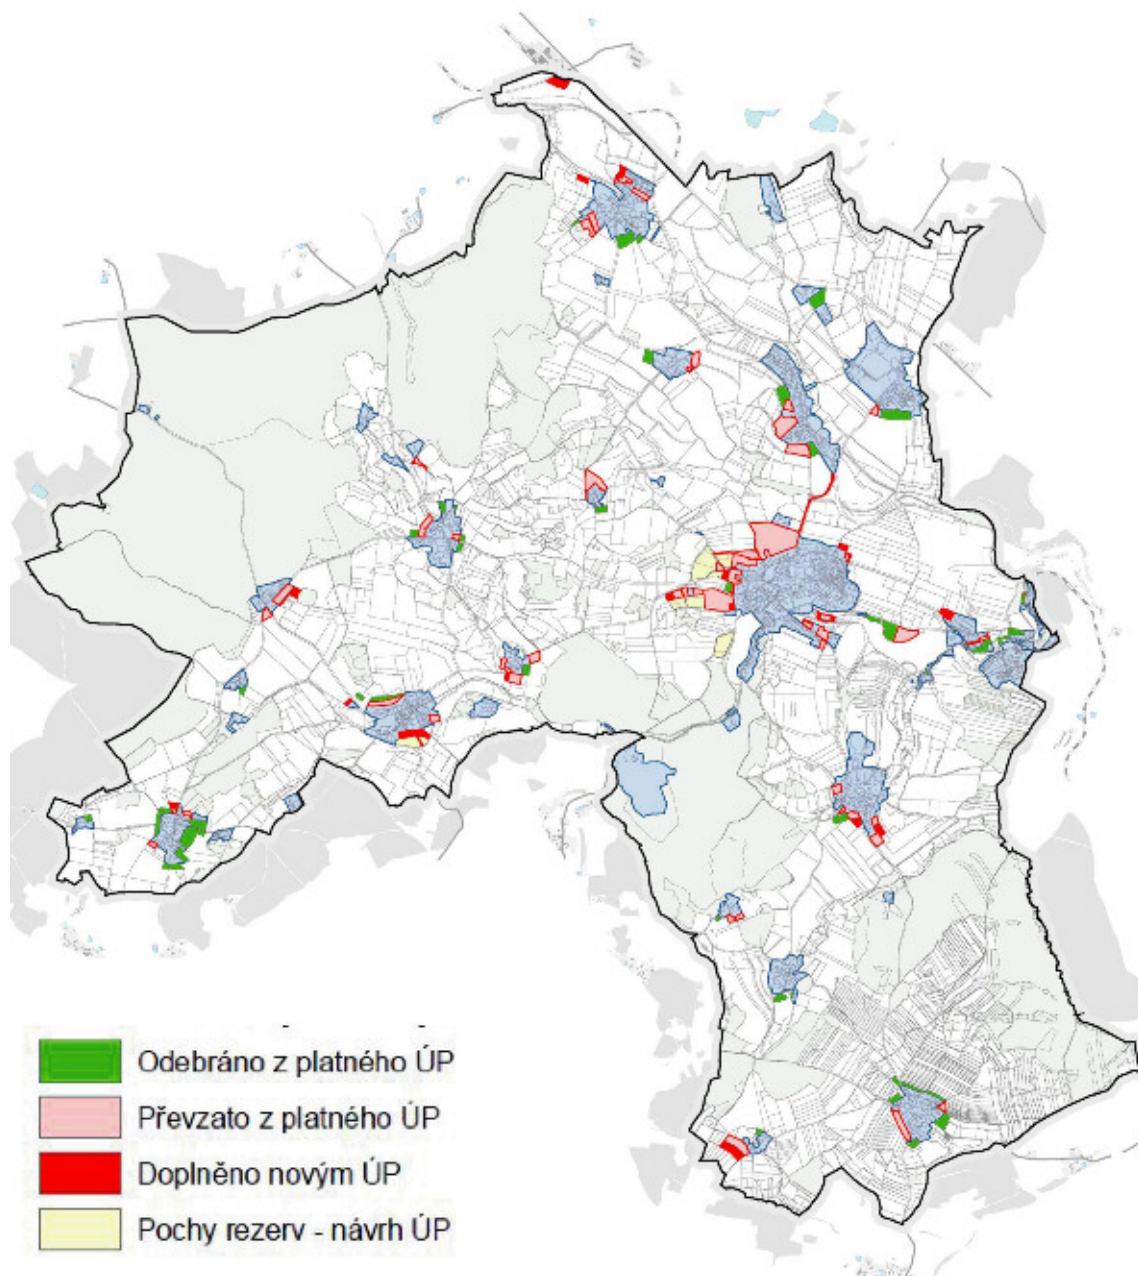 Odebráno z platného ÚP
Převzato z platného ÚP
Doplněno novým ÚP
Pochy rezerv - návrh ÚP